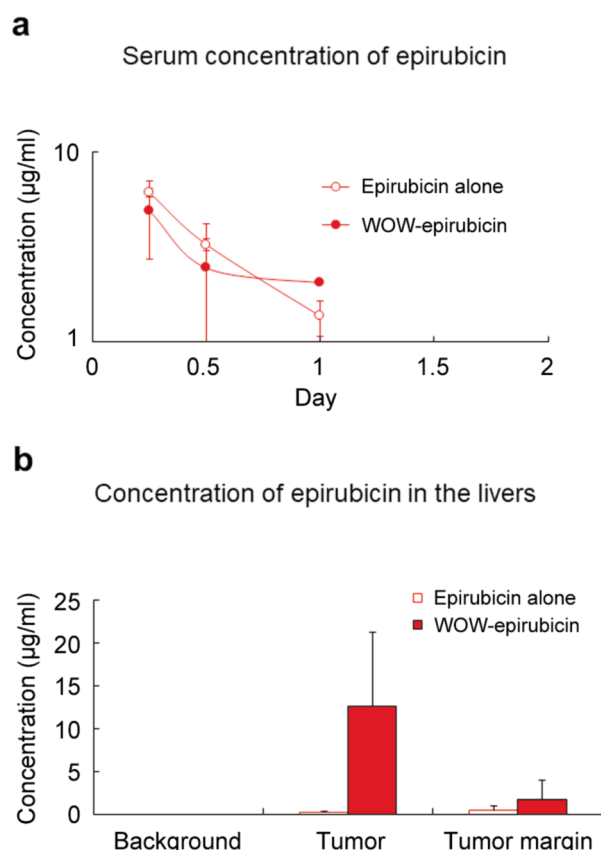 a
Serum concentration of epirubicin
Concentration (µg/ml)
10
1
Epirubicin alone
WOW-epirubicin
0 0.5 1 1.5 2
Day
b
Concentration of epirubicin in the livers
Concentration (µg/ml)
25
20
15
10
5
0
Epirubicin alone
WOW-epirubicin
Background Tumor Tumor margin